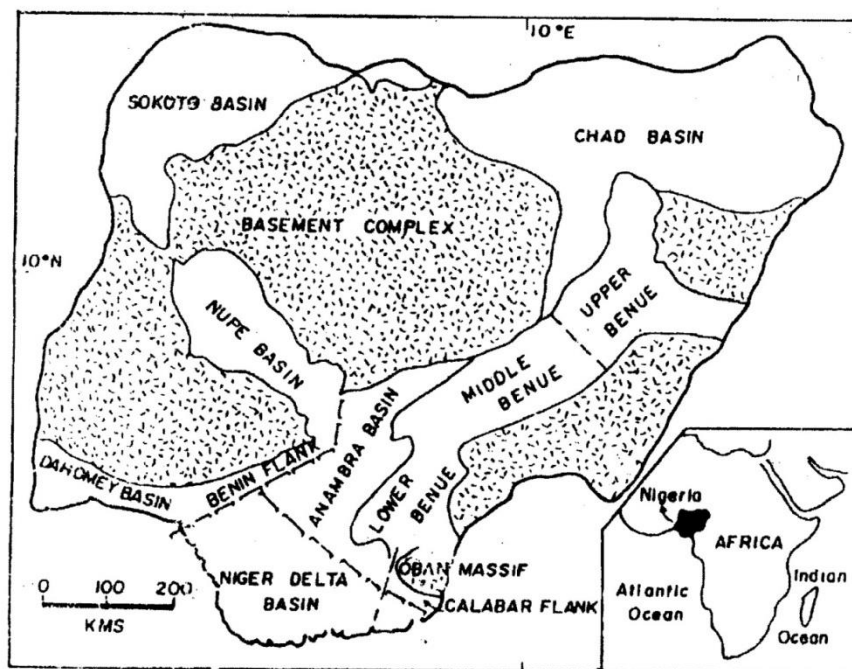 10°E
SOKOTO BASIN
CHAD BASIN
BASEMENT COMPLEX
10°N
UPPER
BENUE
NUPE BASIN
MIDDLE
BENUE
ANAMBRA BASIN
DAHOMEY BASIN
BENIN FLANK
LOWER
BENUE
OBAN MASSIF
NIGER DELTA
BASIN
CALABAR FLANK
0 100 200
KMS
Nigeria
AFRICA
Atlantic
Ocean
Indian
Ocean